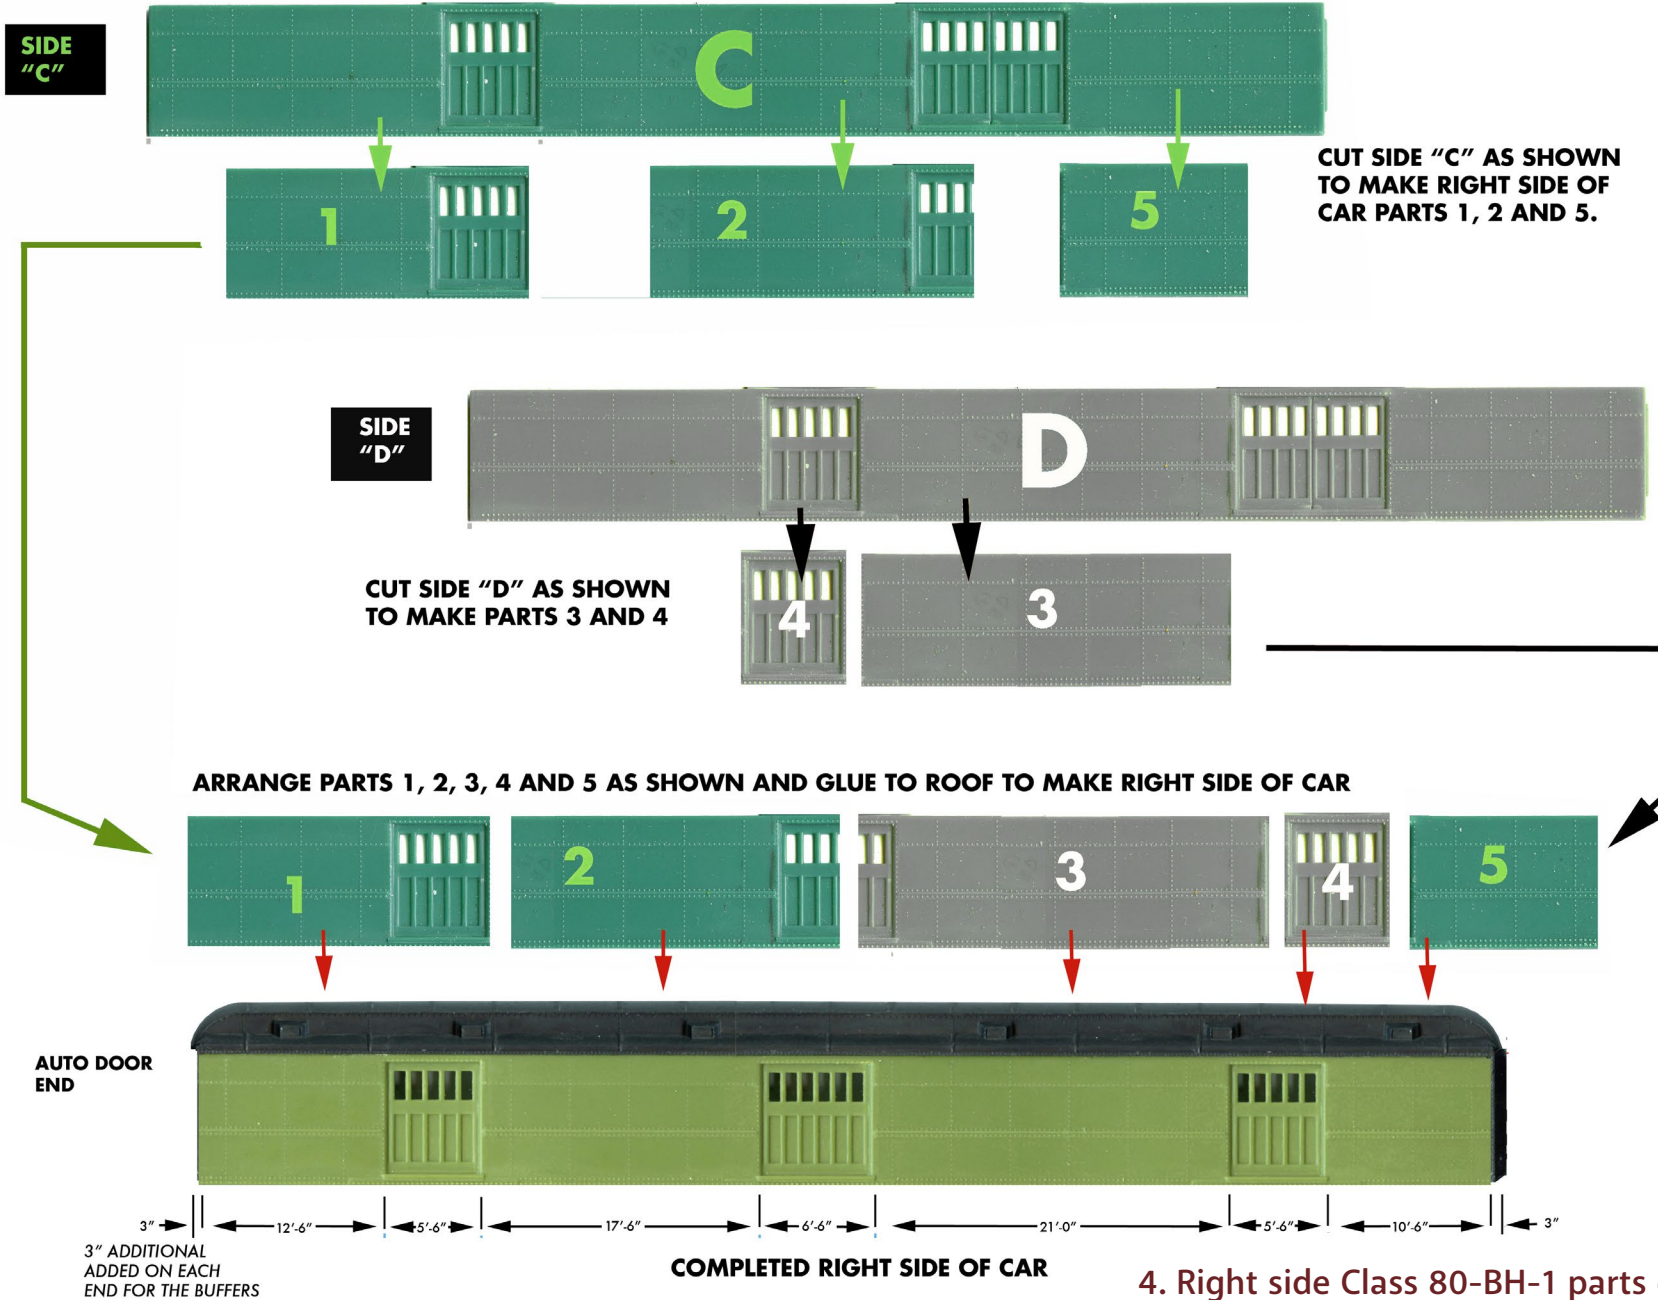 SIDE
"C"
C
1
2
5
CUT SIDE "C" AS SHOWN
TO MAKE RIGHT SIDE OF
CAR PARTS 1, 2 AND 5.
SIDE
"D"
D
CUT SIDE "D" AS SHOWN
TO MAKE PARTS 3 AND 4
4
3
ARRANGE PARTS 1, 2, 3, 4 AND 5 AS SHOWN AND GLUE TO ROOF TO MAKE RIGHT SIDE OF CAR
1
2
3
4
5
AUTO DOOR
END
3" 12'-6" 5'-6" 17'-6" 6'-6" 21'-0" 5'-6" 10'-6" 3"
3" ADDITIONAL
ADDED ON EACH
END FOR THE BUFFERS
COMPLETED RIGHT SIDE OF CAR
4. Right side Class 80-BH-1 parts